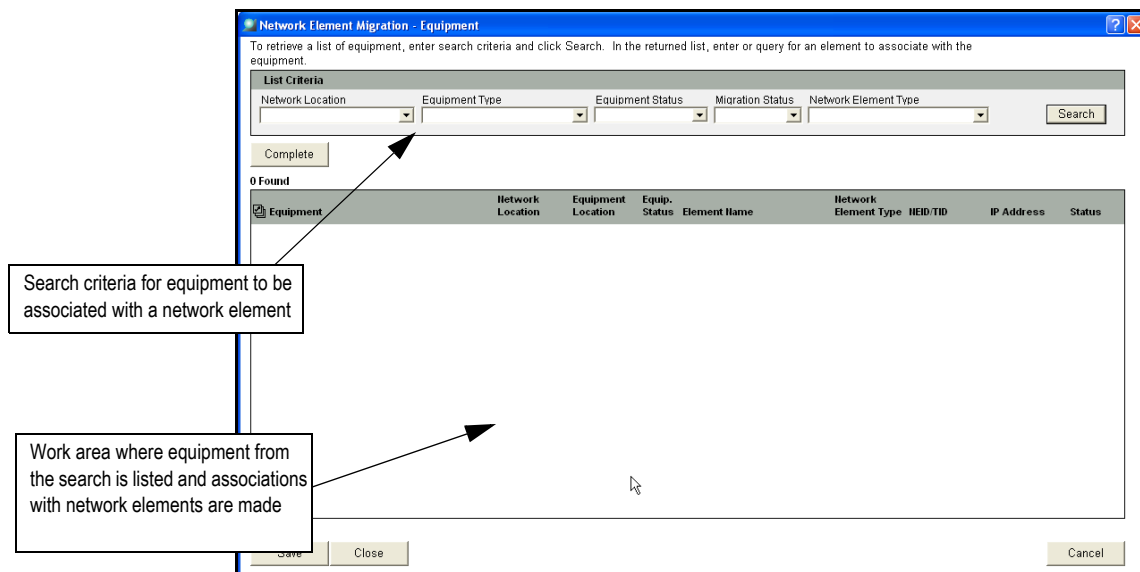 Network Element Migration - Equipment
To retrieve a list of equipment, enter search criteria and click Search. In the returned list, enter or query for an element to associate with the
equipment.
List Criteria
Network Location Equipment Type Equipment Status Migration Status Network Element Type
Search
Complete
0 Found
Equipment Network Location Equipment Location Equip. Status Element Name Network Element Type NEID/TID IP Address Status
Search criteria for equipment to be
associated with a network element
Work area where equipment from
the search is listed and associations
with network elements are made
Save Close Cancel